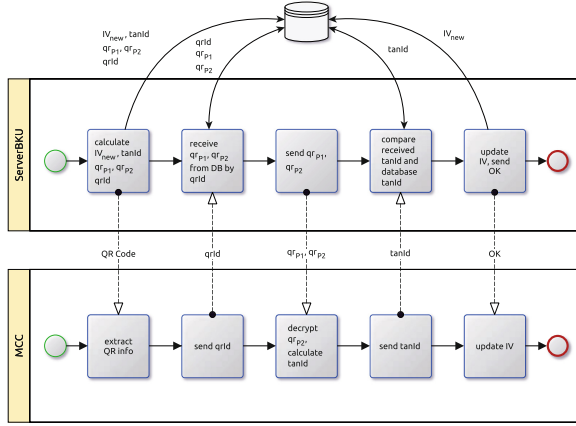 IVnew, tanId
qrP1, qrP2
qrId
qrId
qrP1
qrP2
tanId
IVnew
ServerBKU
calculate
IVnew, tanId
qrP1, qrP2
qrId
receive
qrP1, qrP2
from DB by
qrId
send qrP1,
qrP2
compare
received
tanId and
database
tanId
update
IV, send
OK
QR Code
qrId
qrP1, qrP2
tanId
OK
MCC
extract
QR info
send qrId
decrypt
qrP2,
calculate
tanId
send tanId
update IV